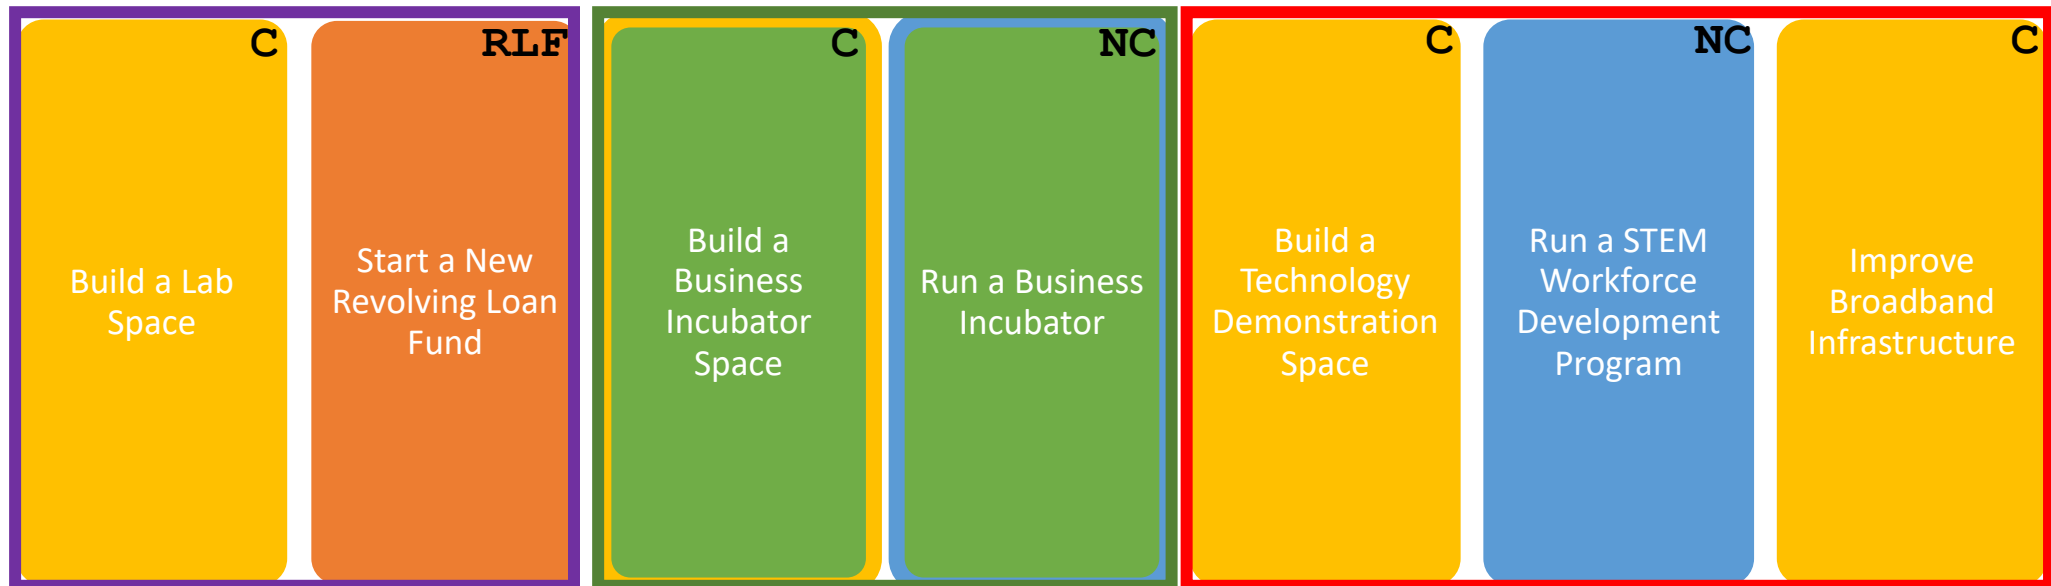 C
Build a Lab
Space
RLF
Start a New
Revolving Loan
Fund
C
Build a
Business
Incubator
Space
NC
Run a Business
Incubator
C
Build a
Technology
Demonstration
Space
NC
Run a STEM
Workforce
Development
Program
C
Improve
Broadband
Infrastructure